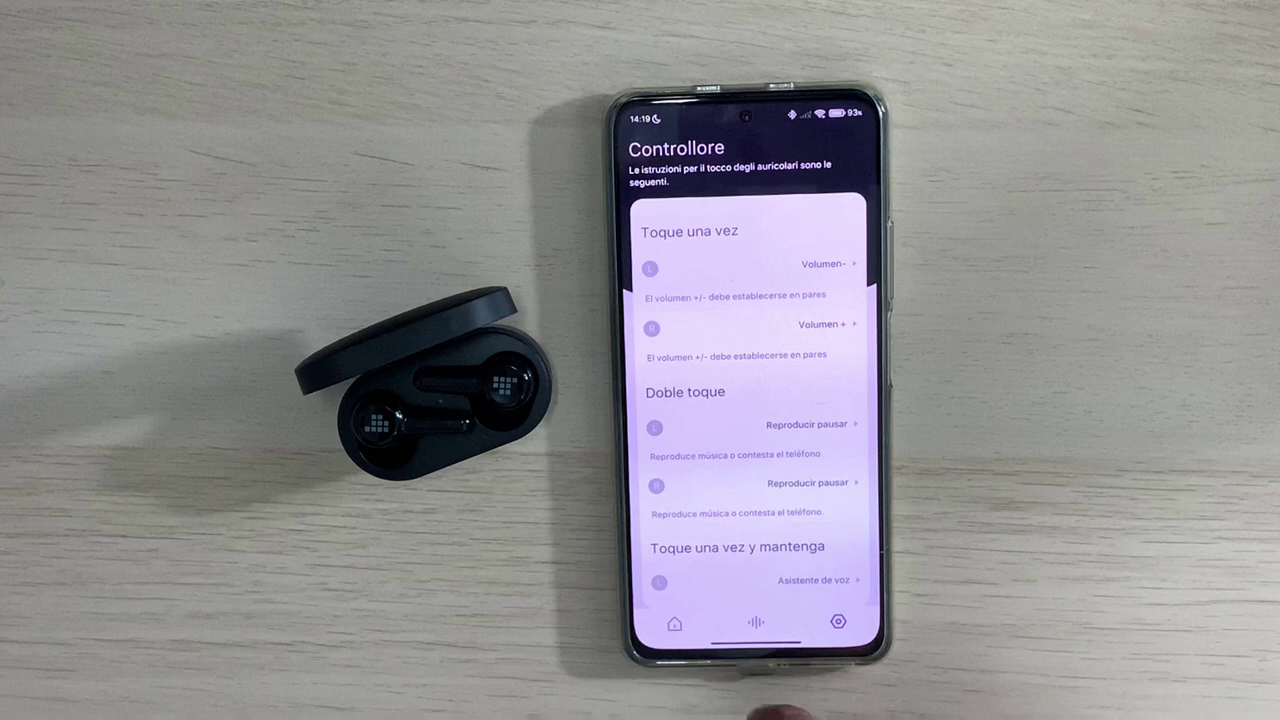 14:19 93%
Controllore
Le istruzioni per il tocco degli auricolari sono le
seguenti.
Toque una vez
L Volumen-
El volumen +/- debe establecerse en pares
R Volumen +
El volumen +/- debe establecerse en pares
Doble toque
L Reproducir pausar
Reproduce música o contesta el teléfono
R Reproducir pausar
Reproduce música o contesta el teléfono.
Toque una vez y mantenga
L Asistente de voz